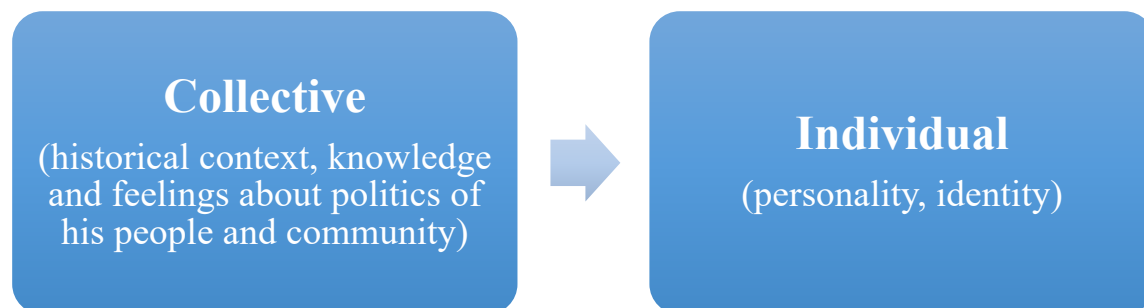 Collective
(historical context, knowledge
and feelings about politics of
his people and community)
Individual
(personality, identity)